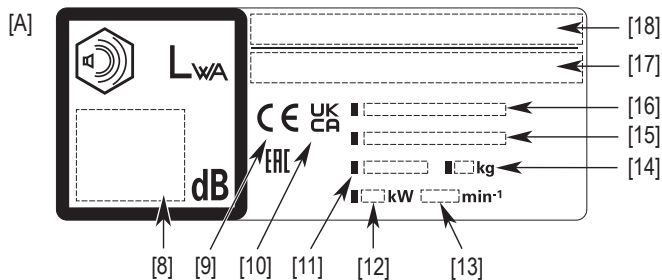 [A]
LWA
dB
CE UK CA
EAC
kg
kW min-1
[18]
[17]
[16]
[15]
[14]
[8] [9] [10] [11] [12] [13]